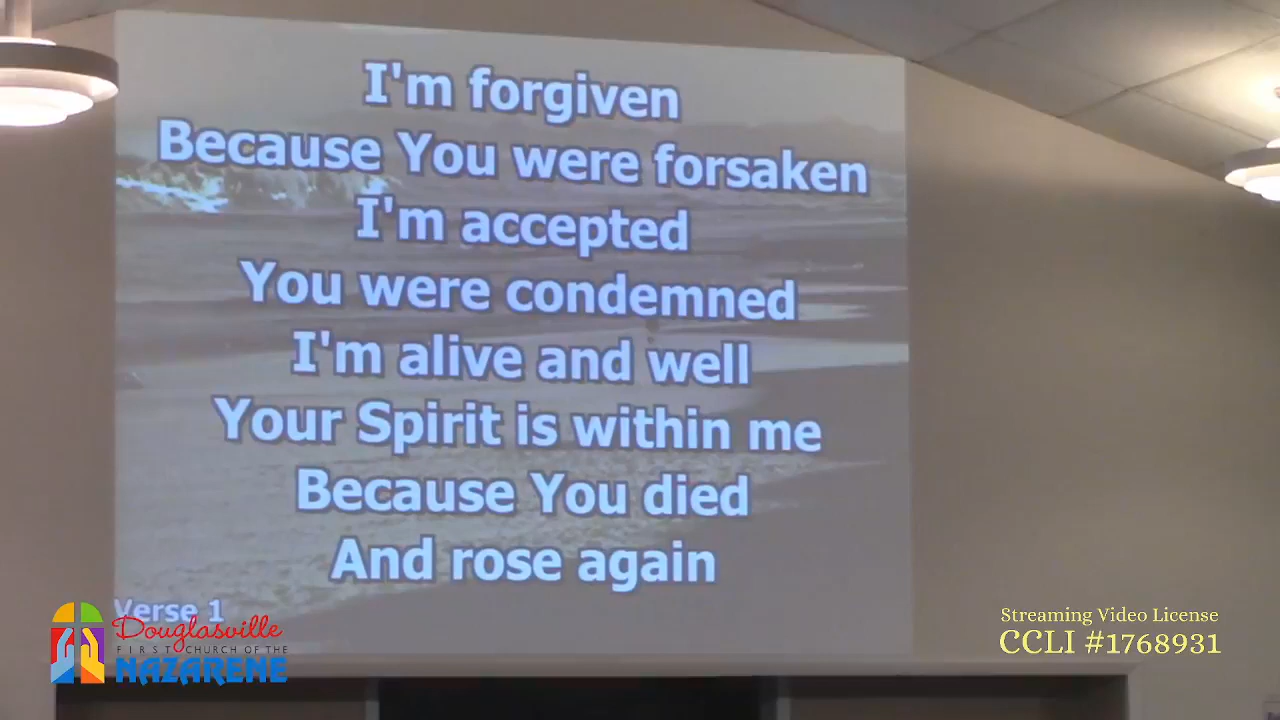 I'm forgiven
Because You were forsaken
I'm accepted
You were condemned
I'm alive and well
Your Spirit is within me
Because You died
And rose again
Verse 1
Douglasville
FIRST CHURCH OF THE
NAZARENE
Streaming Video License
CCLI #1768931